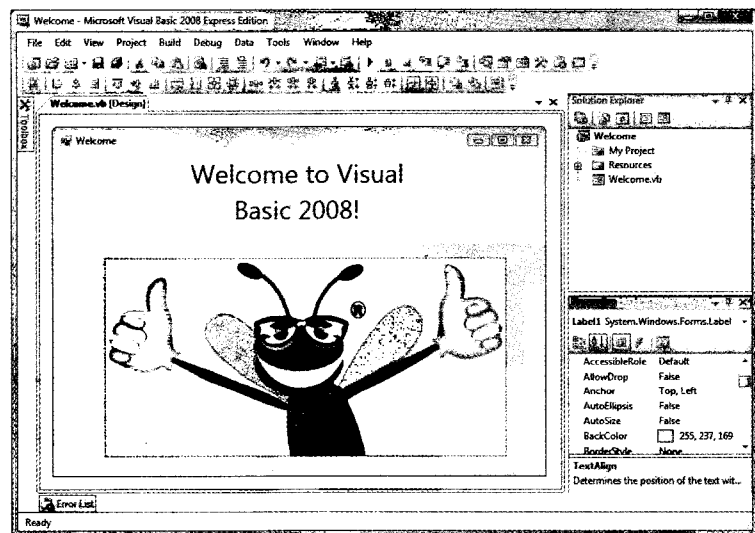 Welcome - Microsoft Visual Basic 2008 Express Edition
File Edit View Project Build Debug Data Tools Window Help
Welcome.vb [Design]
Toolbox
Welcome
Welcome to Visual
Basic 2008!
®
Solution Explorer
Welcome
My Project
Resources
Welcome.vb
Label1 System.Windows.Forms.Label
AccessibleRole Default
AllowDrop False
Anchor Top, Left
AutoEllipsis False
AutoSize False
BackColor 255, 237, 169
BorderStyle None
TextAlign
Determines the position of the text wit...
Error List
Ready